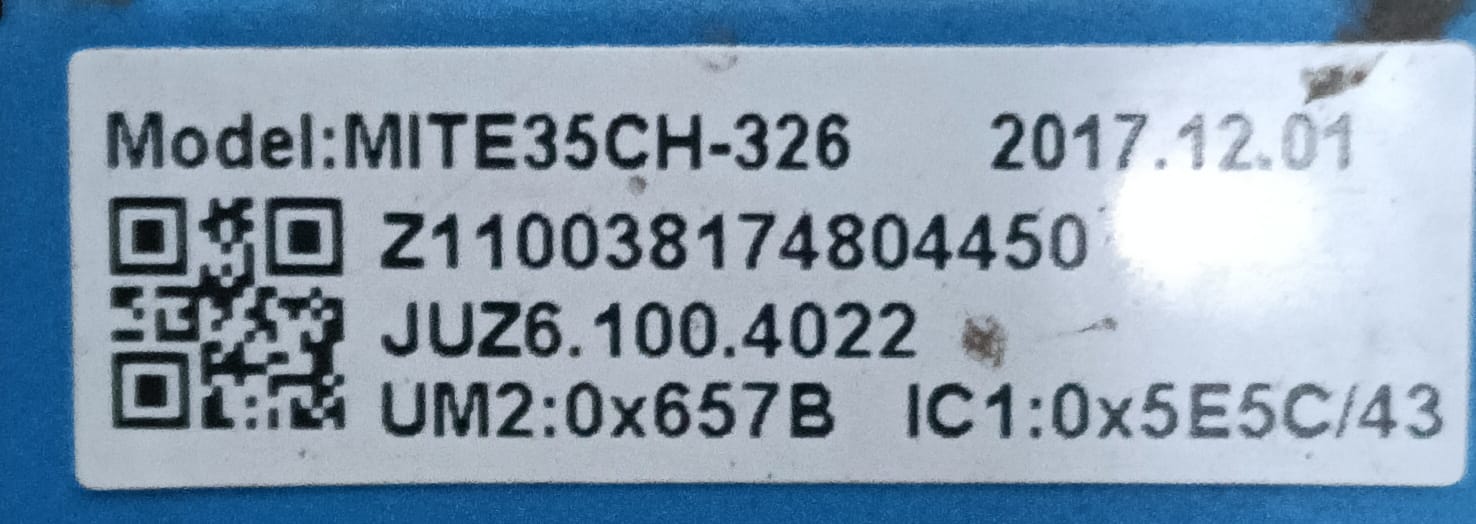 Model:MITE35CH-326 2017.12.01
Z110038174804450
JUZ6.100.4022
UM2:0x657B IC1:0x5E5C/43